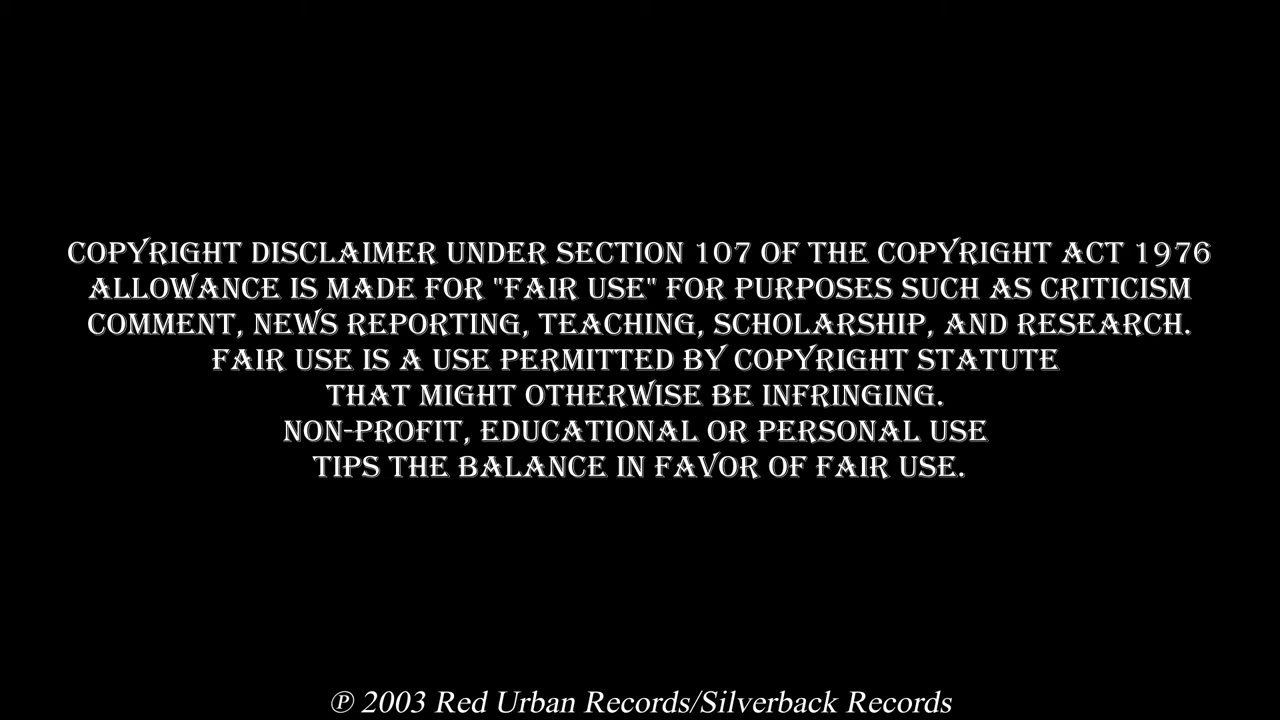 COPYRIGHT DISCLAIMER UNDER SECTION 107 OF THE COPYRIGHT ACT 1976
ALLOWANCE IS MADE FOR "FAIR USE" FOR PURPOSES SUCH AS CRITICISM
COMMENT, NEWS REPORTING, TEACHING, SCHOLARSHIP, AND RESEARCH.
FAIR USE IS A USE PERMITTED BY COPYRIGHT STATUTE
THAT MIGHT OTHERWISE BE INFRINGING.
NON-PROFIT, EDUCATIONAL OR PERSONAL USE
TIPS THE BALANCE IN FAVOR OF FAIR USE.
℗ 2003 Red Urban Records/Silverback Records